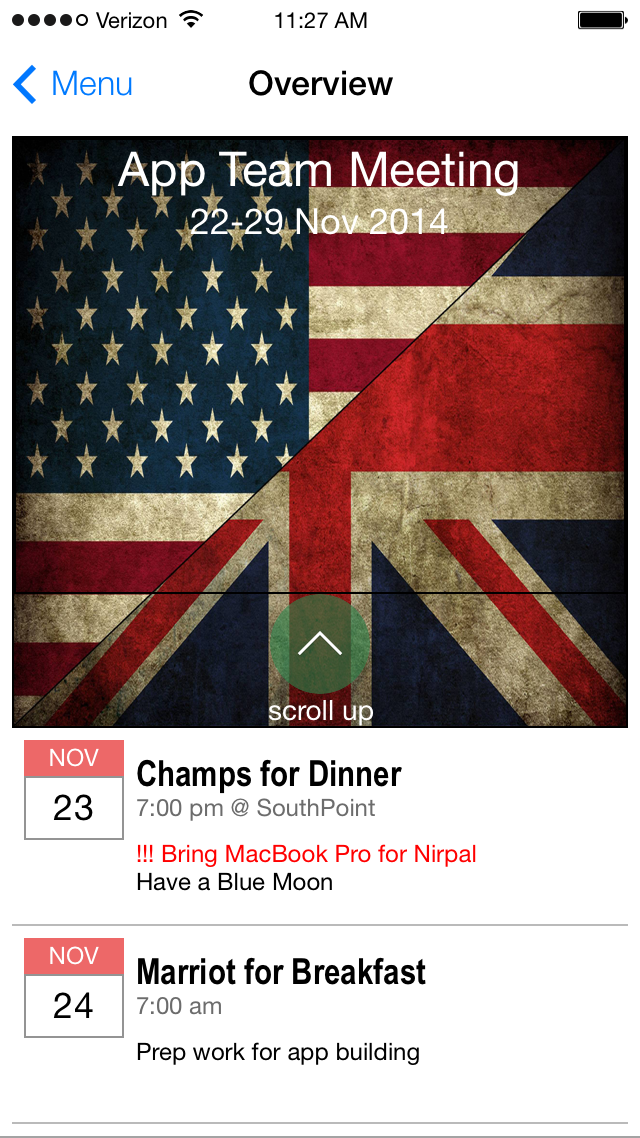 Verizon 11:27 AM
Menu Overview
App Team Meeting
22-29 Nov 2014
scroll up
NOV
23
Champs for Dinner
7:00 pm @ SouthPoint
!!! Bring MacBook Pro for Nirpal
Have a Blue Moon
NOV
24
Marriot for Breakfast
7:00 am
Prep work for app building